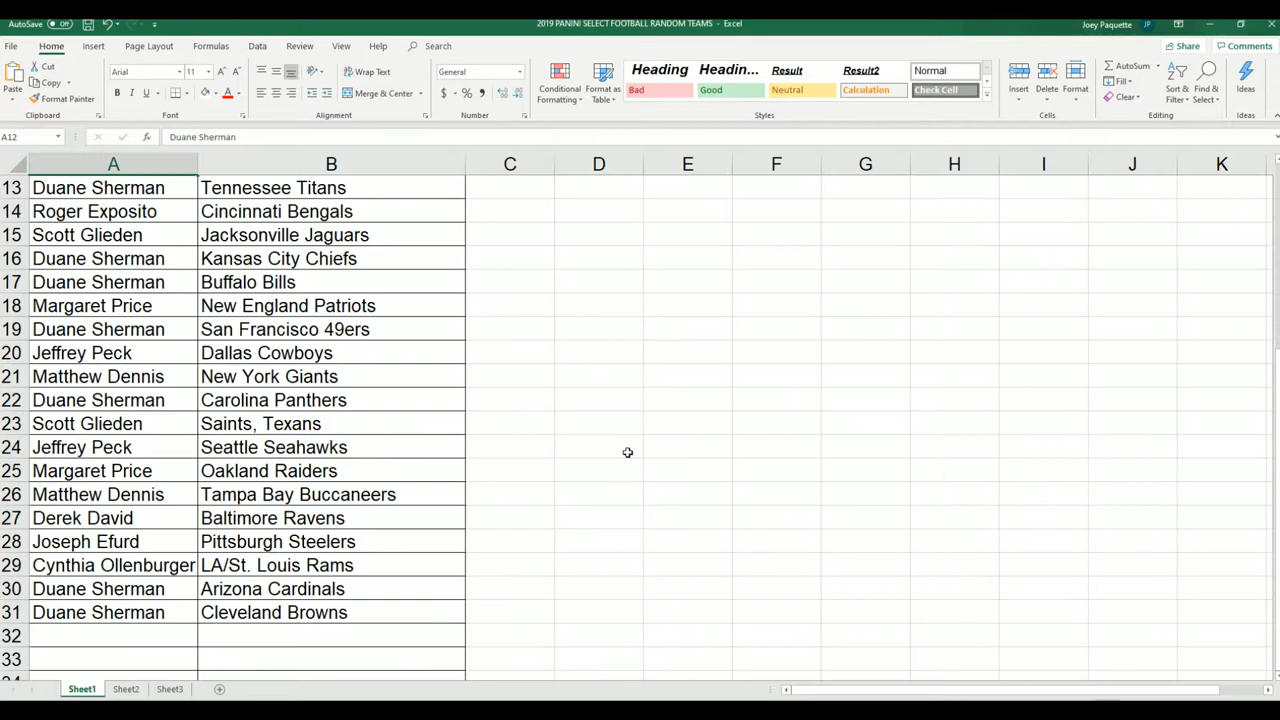 AutoSave Off
2019 PANINI SELECT FOOTBALL RANDOM TEAMS - Excel
Joey Paquette JP
File Home Insert Page Layout Formulas Data Review View Help Search Share Comments
Paste Cut Copy Format Painter Clipboard
Arial 11 A A B I U A Font
Wrap Text Merge & Center Alignment
General $ % Number
Conditional Formatting Format as Table
Heading Headin... Result Result2 Normal
Bad Good Neutral Calculation Check Cell
Styles
Insert Delete Format Cells
AutoSum Fill Clear Sort & Filter Find & Select Editing
Ideas Ideas
A12 fx Duane Sherman
A B C D E F G H I J K
13 Duane Sherman Tennessee Titans
14 Roger Exposito Cincinnati Bengals
15 Scott Glieden Jacksonville Jaguars
16 Duane Sherman Kansas City Chiefs
17 Duane Sherman Buffalo Bills
18 Margaret Price New England Patriots
19 Duane Sherman San Francisco 49ers
20 Jeffrey Peck Dallas Cowboys
21 Matthew Dennis New York Giants
22 Duane Sherman Carolina Panthers
23 Scott Glieden Saints, Texans
24 Jeffrey Peck Seattle Seahawks
25 Margaret Price Oakland Raiders
26 Matthew Dennis Tampa Bay Buccaneers
27 Derek David Baltimore Ravens
28 Joseph Efurd Pittsburgh Steelers
29 Cynthia Ollenburger LA/St. Louis Rams
30 Duane Sherman Arizona Cardinals
31 Duane Sherman Cleveland Browns
32
33
Sheet1 Sheet2 Sheet3